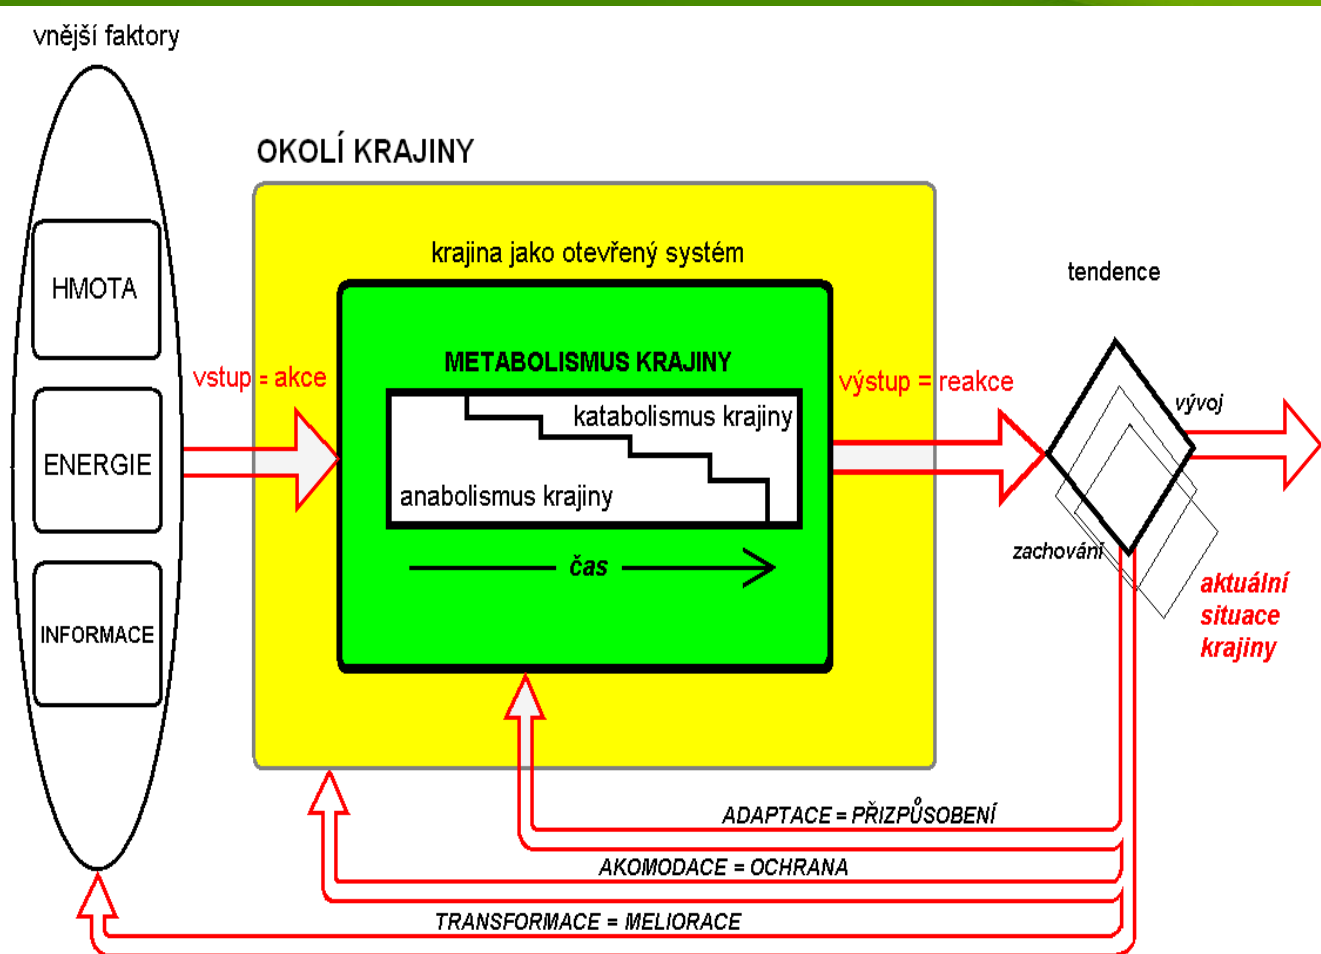 vnější faktory
OKOLÍ KRAJINY
krajina jako otevřený systém
HMOTA
ENERGIE
INFORMACE
vstup = akce
METABOLISMUS KRAJINY
katabolismus krajiny
anabolismus krajiny
čas
výstup = reakce
tendence
vývoj
zachování
aktuální
situace
krajiny
ADAPTACE = PŘIZPŮSOBENÍ
AKOMODACE = OCHRANA
TRANSFORMACE = MELIORACE